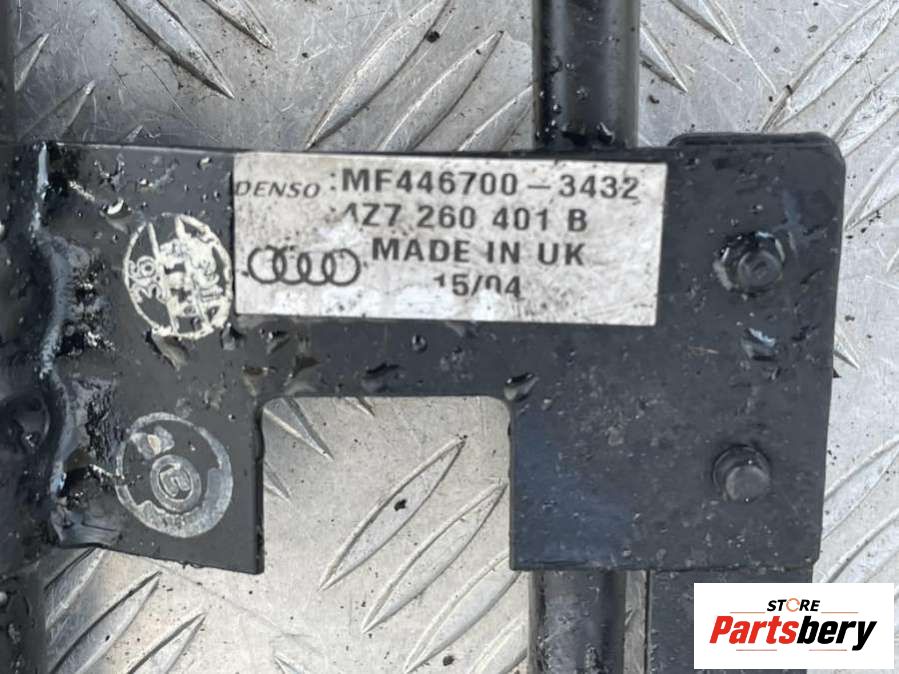 DENSO :MF446700-3432
4Z7 260 401 B
MADE IN UK
15/04
STORE
Partsbery